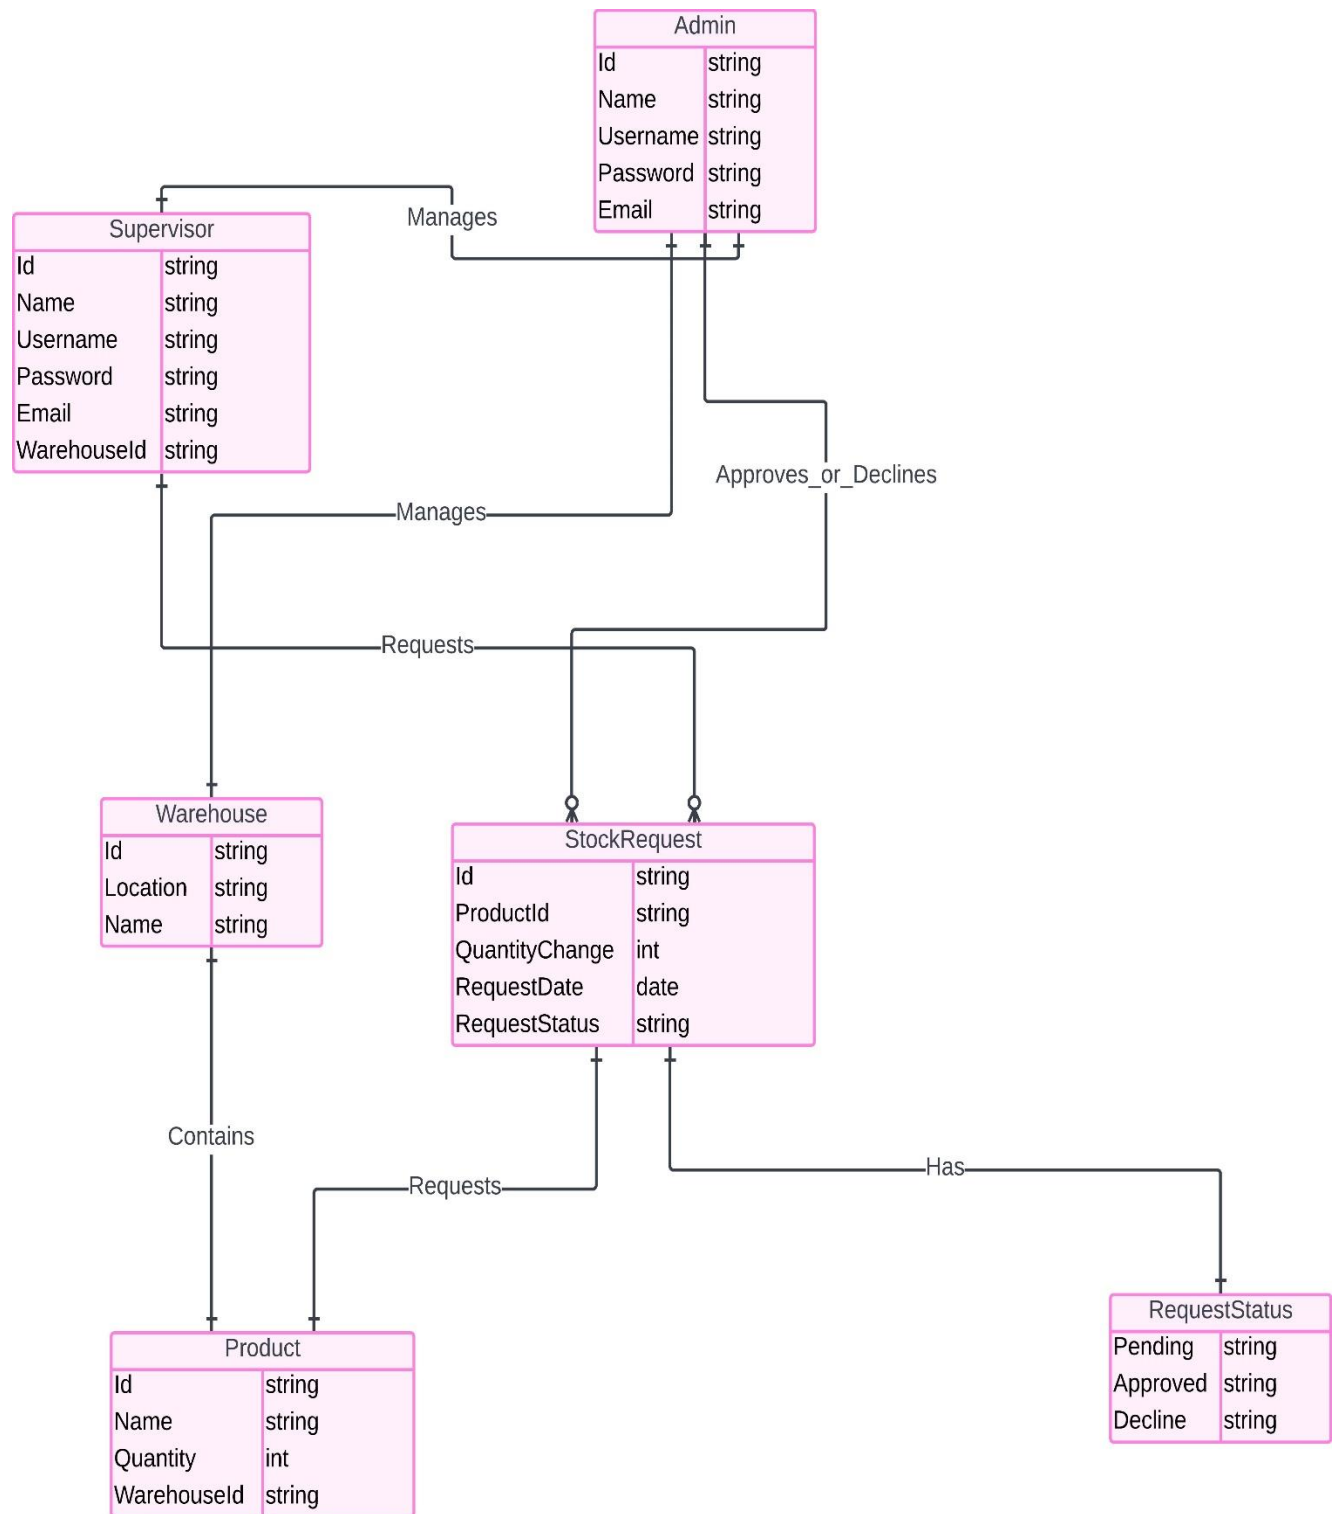 Admin
Id string
Name string
Username string
Password string
Email string
Manages
Supervisor
Id string
Name string
Username string
Password string
Email string
WarehouseId string
Approves_or_Declines
Manages
Requests
Warehouse
Id string
Location string
Name string
StockRequest
Id string
ProductId string
QuantityChange int
RequestDate date
RequestStatus string
Contains
Requests
Has
Product
Id string
Name string
Quantity int
WarehouseId string
RequestStatus
Pending string
Approved string
Decline string